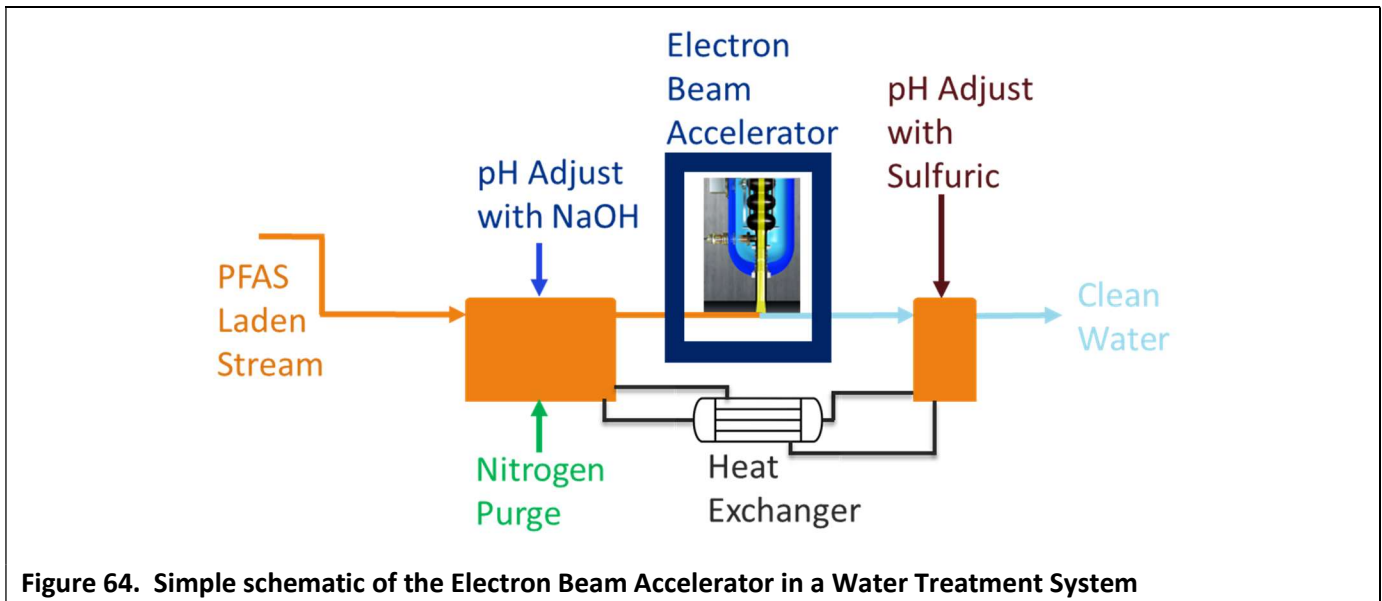 Electron
Beam
Accelerator
pH Adjust
with
Sulfuric
pH Adjust
with NaOH
PFAS
Laden
Stream
Clean
Water
Nitrogen
Purge
Heat
Exchanger
Figure 64. Simple schematic of the Electron Beam Accelerator in a Water Treatment System